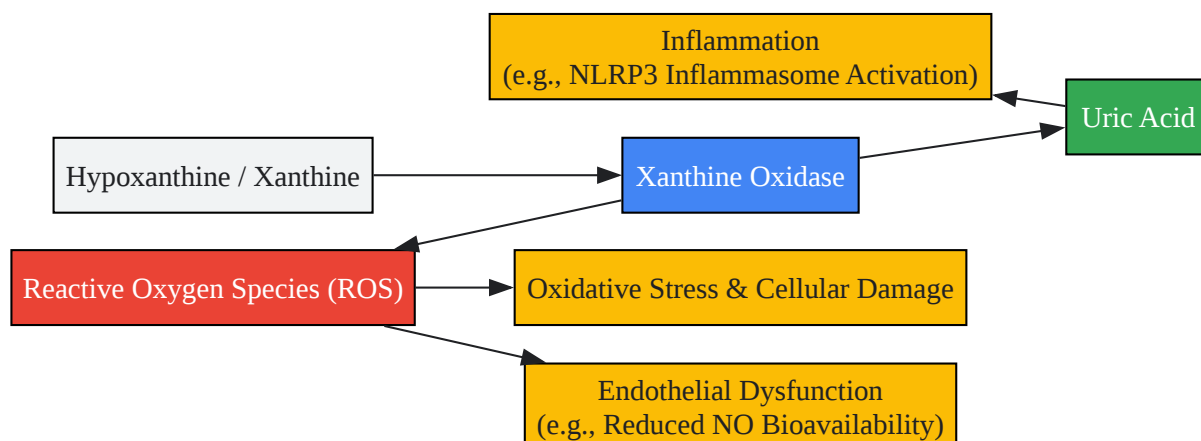 Inflammation
(e.g., NLRP3 Inflammasome Activation)
Uric Acid
Hypoxanthine / Xanthine
Xanthine Oxidase
Reactive Oxygen Species (ROS)
Oxidative Stress & Cellular Damage
Endothelial Dysfunction
(e.g., Reduced NO Bioavailability)